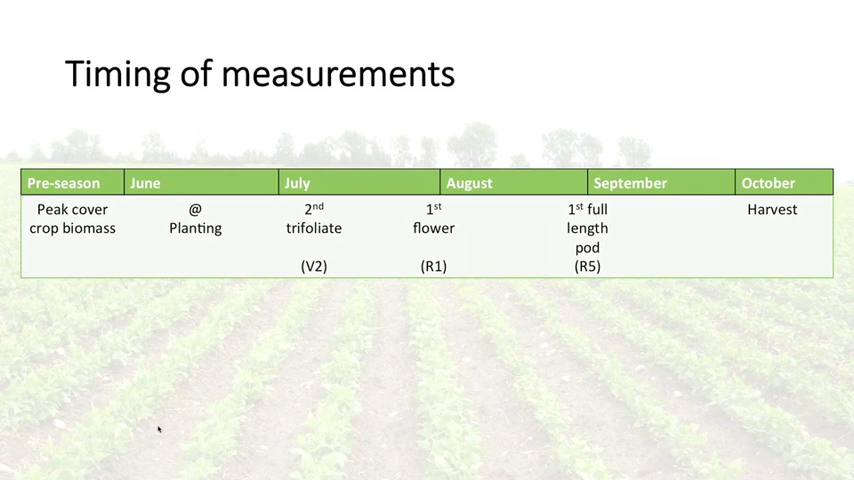 Timing of measurements
Pre-season June July August September October
Peak cover crop biomass
@ Planting
2nd trifoliate (V2)
1st flower (R1)
1st full length pod (R5)
Harvest